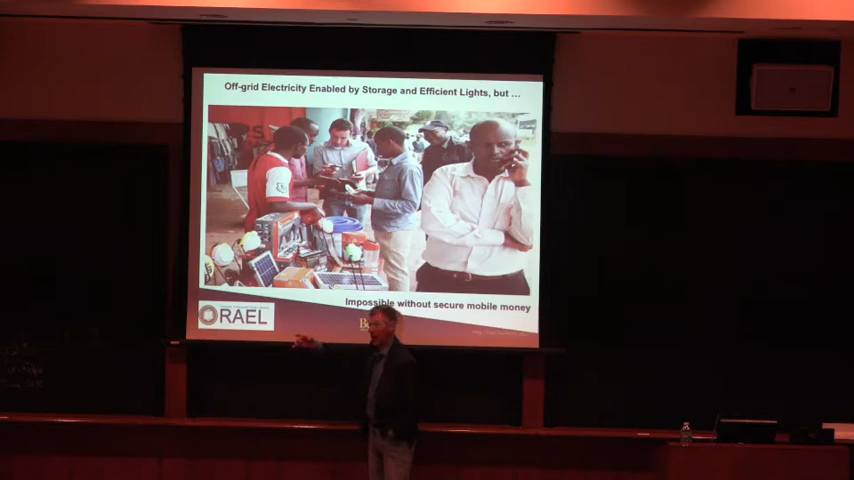 Off-grid Electricity Enabled by Storage and Efficient Lights, but ...
Impossible without secure mobile money
RAEL